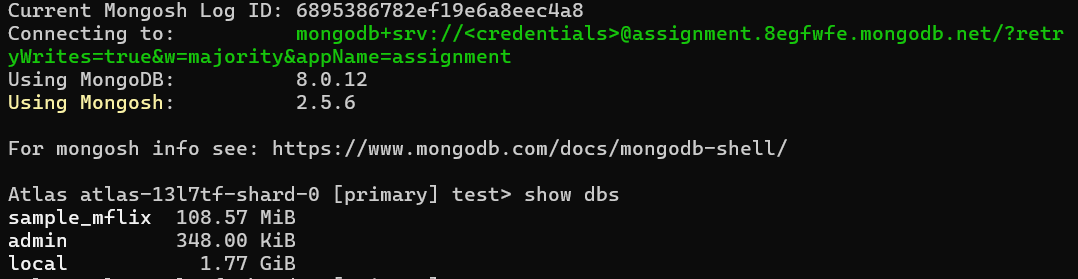 Current Mongosh Log ID: 6895386782ef19e6a8eec4a8
Connecting to:          mongodb+srv://<credentials>@assignment.8egfwfe.mongodb.net/?retr
yWrites=true&w=majority&appName=assignment
Using MongoDB:          8.0.12
Using Mongosh:          2.5.6
For mongosh info see: https://www.mongodb.com/docs/mongodb-shell/
Atlas atlas-13l7tf-shard-0 [primary] test> show dbs
sample_mflix  108.57 MiB
admin         348.00 KiB
local           1.77 GiB